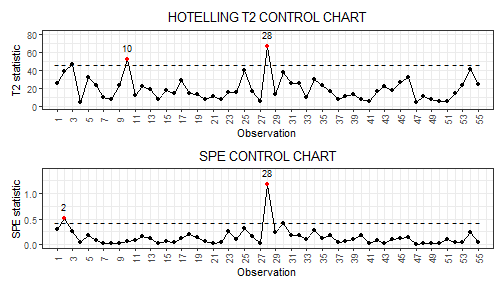 HOTELLING T2 CONTROL CHART
80
60
40
20
0
T2 statistic
10
28
1 3 5 7 9 11 13 15 17 19 21 23 25 27 29 31 33 35 37 39 41 43 45 47 49 51 53 55
Observation
SPE CONTROL CHART
1.0
0.5
0.0
SPE statistic
2
28
1 3 5 7 9 11 13 15 17 19 21 23 25 27 29 31 33 35 37 39 41 43 45 47 49 51 53 55
Observation